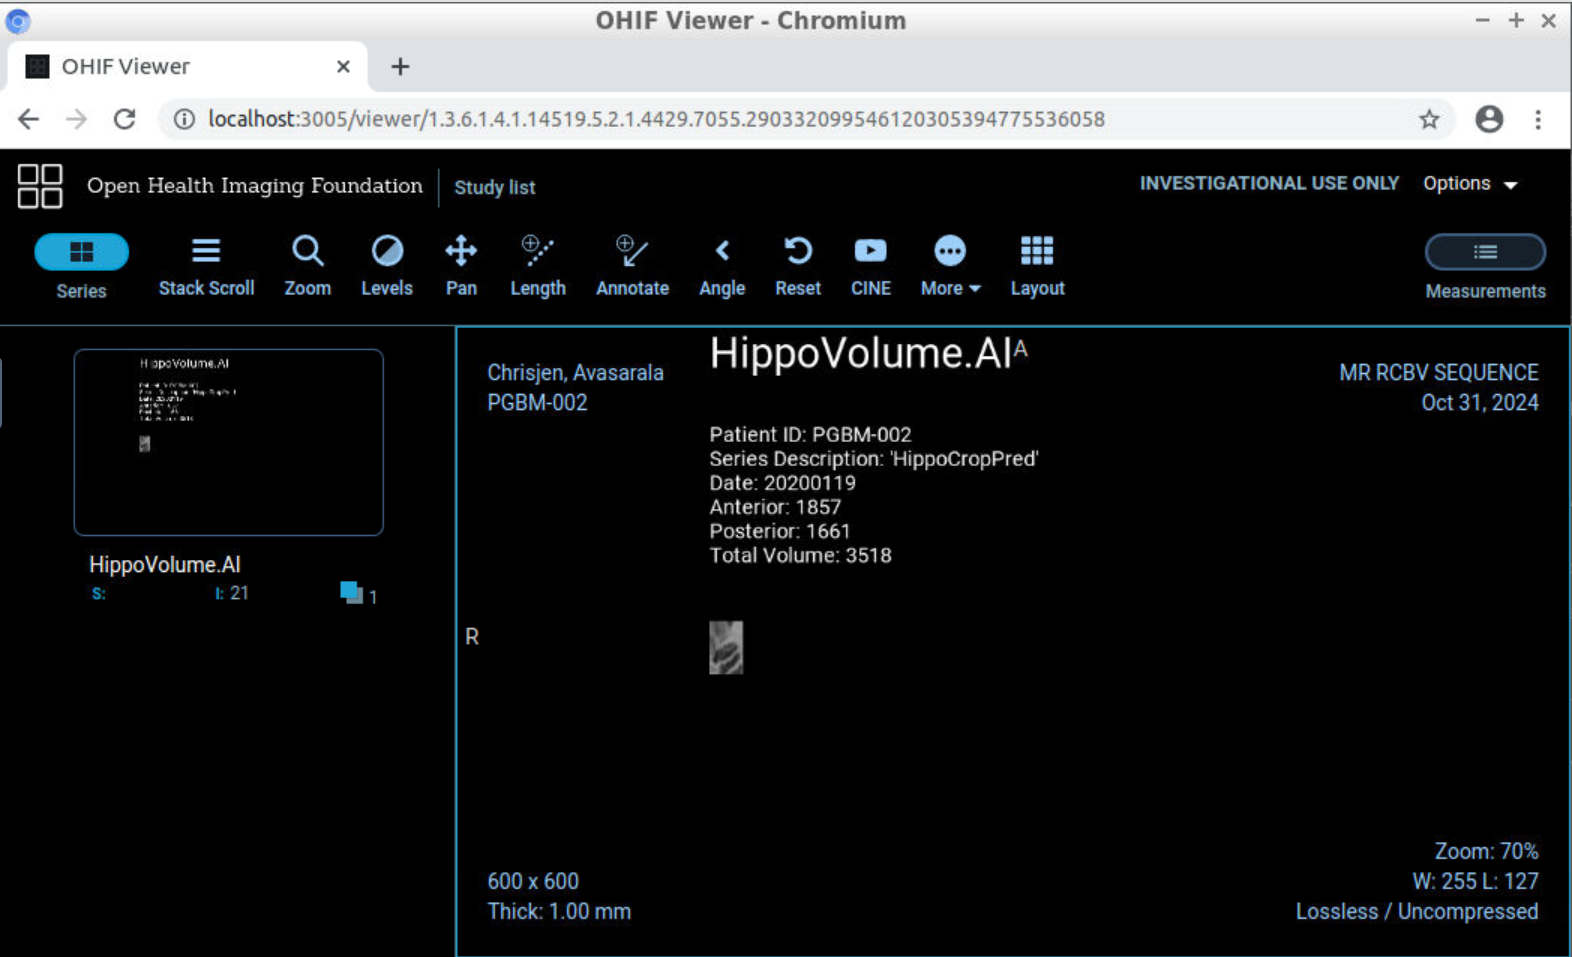 OHIF Viewer - Chromium
OHIF Viewer
localhost:3005/viewer/1.3.6.1.4.1.14519.5.2.1.4429.7055.290332099546120305394775536058
Open Health Imaging Foundation
Study list
INVESTIGATIONAL USE ONLY
Options
Series
Stack Scroll
Zoom
Levels
Pan
Length
Annotate
Angle
Reset
CINE
More
Layout
Measurements
HippoVolume.AI
HippoVolume.AI
S:
I: 21
1
Chrisjen, Avasarala
PGBM-002
HippoVolume.AI
A
MR RCBV SEQUENCE
Oct 31, 2024
Patient ID: PGBM-002
Series Description: 'HippoCropPred'
Date: 20200119
Anterior: 1857
Posterior: 1661
Total Volume: 3518
R
600 x 600
Thick: 1.00 mm
Zoom: 70%
W: 255 L: 127
Lossless / Uncompressed